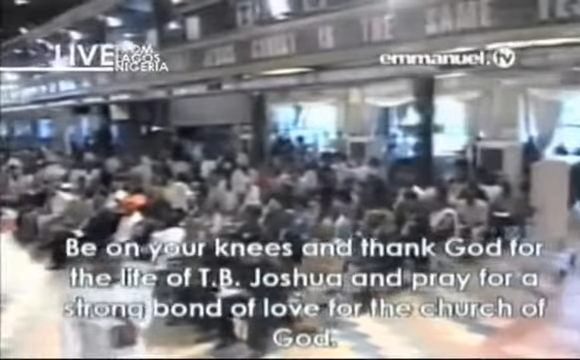 CHRIST IS THE SAME
LIVE FROM LAGOS NIGERIA
emmanuel.tv
Be on your knees and thank God for
the life of T.B. Joshua and pray for a
strong bond of love for the church of
God.